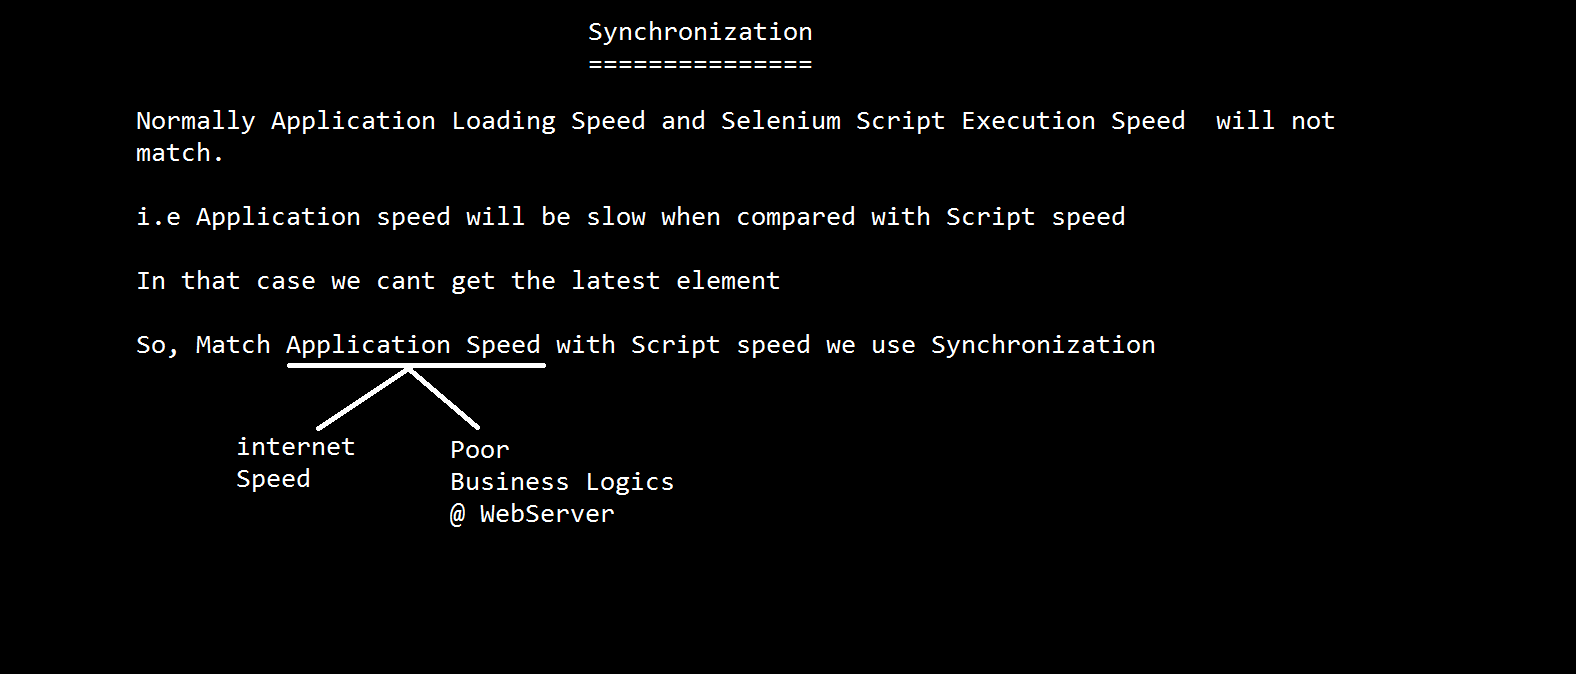 Synchronization
===============
Normally Application Loading Speed and Selenium Script Execution Speed  will not
match.
i.e Application speed will be slow when compared with Script speed
In that case we cant get the latest element
So, Match Application Speed with Script speed we use Synchronization
internet
Speed
Poor
Business Logics
@ WebServer